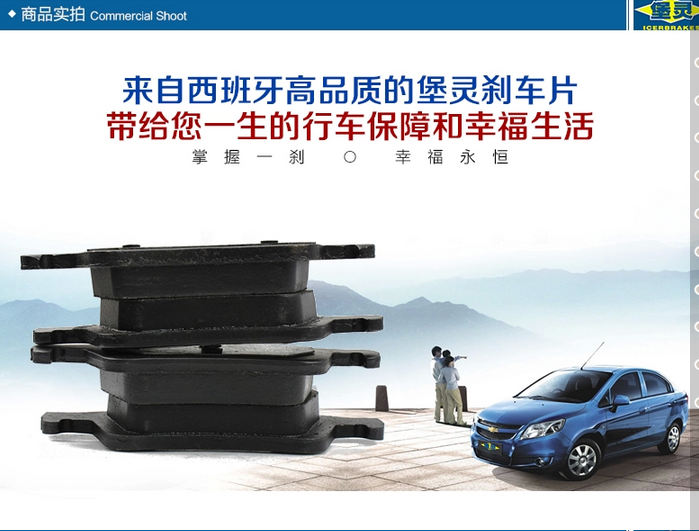 商品实拍 Commercial Shoot
堡灵
ICERBRAKES
来自西班牙高品质的堡灵刹车片
带给您一生的行车保障和幸福生活
掌握一刹 ○ 幸福永恒